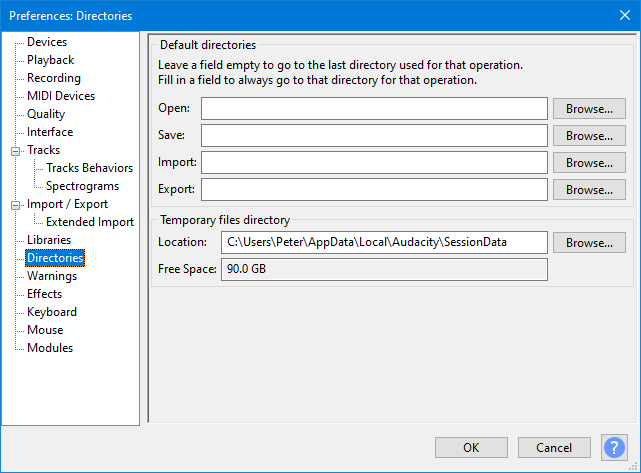 Preferences: Directories
Devices
Playback
Recording
MIDI Devices
Quality
Interface
Tracks
Tracks Behaviors
Spectrograms
Import / Export
Extended Import
Libraries
Directories
Warnings
Effects
Keyboard
Mouse
Modules
Default directories
Leave a field empty to go to the last directory used for that operation.
Fill in a field to always go to that directory for that operation.
Open: Browse...
Save: Browse...
Import: Browse...
Export: Browse...
Temporary files directory
Location: C:\Users\Peter\AppData\Local\Audacity\SessionData Browse...
Free Space: 90.0 GB
OK Cancel ?